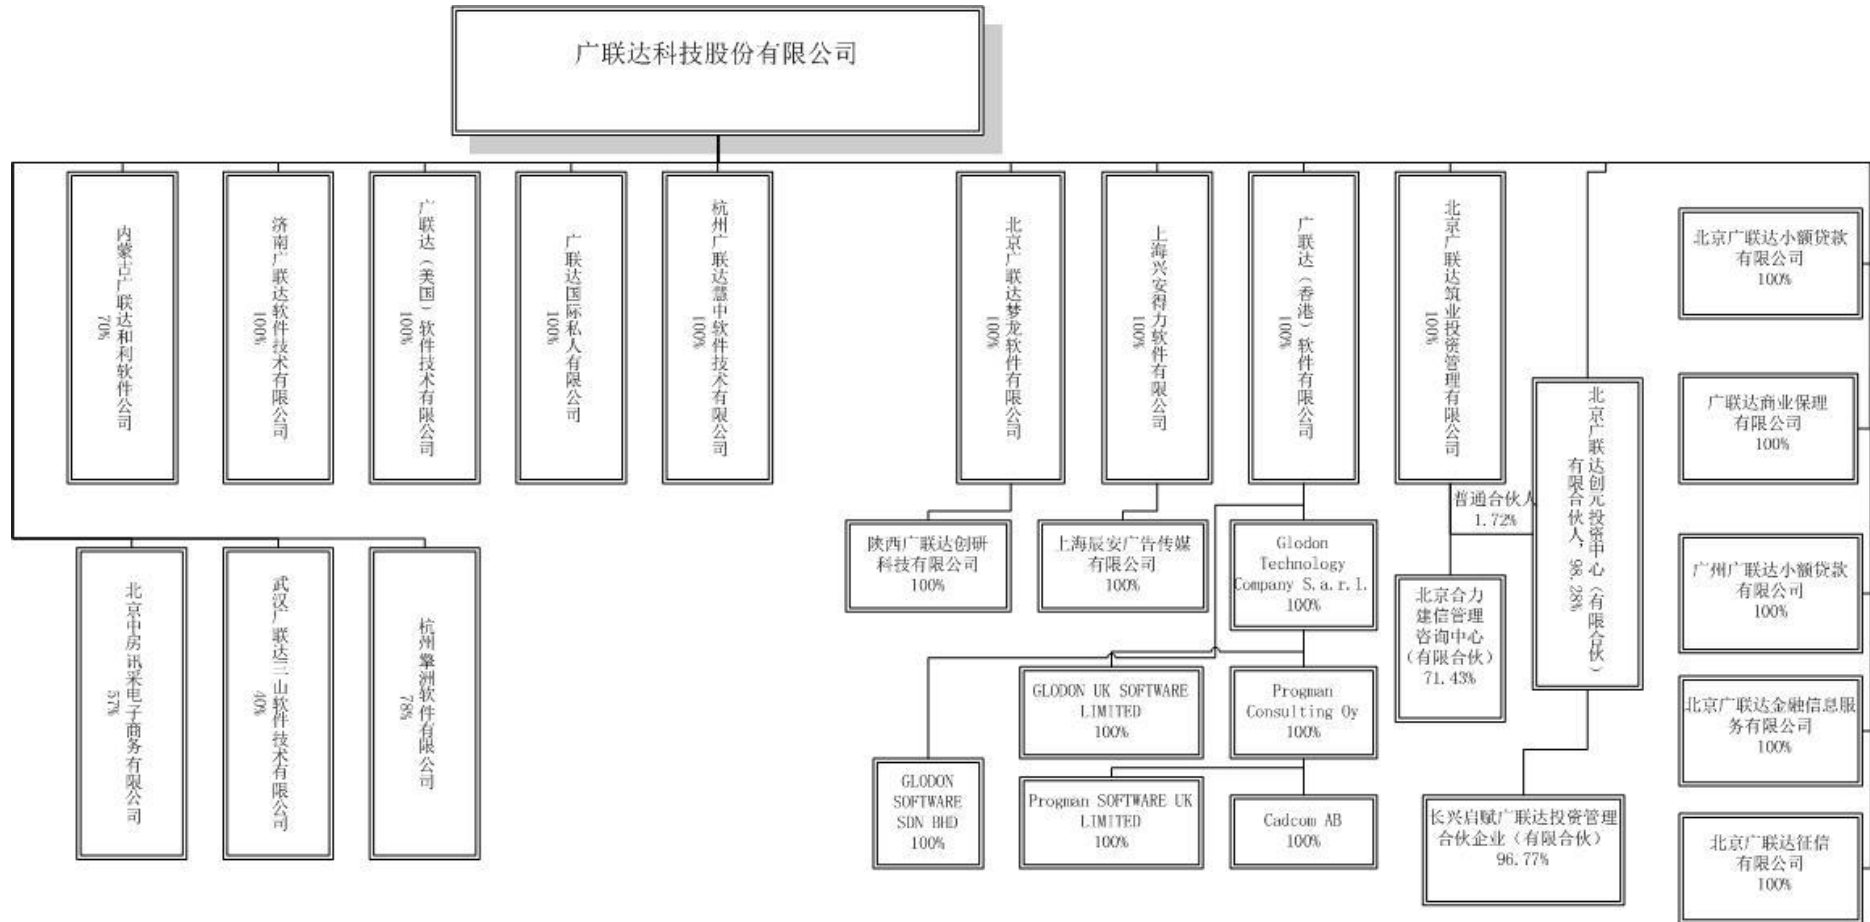 广联达科技股份有限公司
内蒙古广联达和利软件公司
70%
济南广联达软件技术有限公司
100%
广联达（美国）软件技术有限公司
100%
广联达国际私人有限公司
100%
杭州广联达慧中软件技术有限公司
100%
北京广联达梦龙软件有限公司
100%
上海兴安得力软件有限公司
100%
广联达（香港）软件有限公司
100%
北京广联达筑业投资管理有限公司
100%
北京广联达创元投资中心（有限合伙）
有限合伙人，98.28%
北京广联达小额贷款
有限公司
100%
广联达商业保理
有限公司
100%
广州广联达小额贷款
有限公司
100%
北京广联达金融信息服
务有限公司
100%
北京广联达征信
有限公司
100%
普通合伙人
1.72%
陕西广联达创研
科技有限公司
100%
上海辰安广告传媒
有限公司
100%
Glodon
Technology
Company S.a.r.l.
100%
北京合力
建信管理
咨询中心
（有限合伙）
71.43%
北京中房讯采电子商务有限公司
57%
武汉广联达三山软件技术有限公司
40%
杭州擎洲软件有限公司
78%
GLODON UK SOFTWARE
LIMITED
100%
Progman
Consulting Oy
100%
GLODON
SOFTWARE
SDN BHD
100%
Progman SOFTWARE UK
LIMITED
100%
Cadcom AB
100%
长兴启赋广联达投资管理
合伙企业（有限合伙）
96.77%